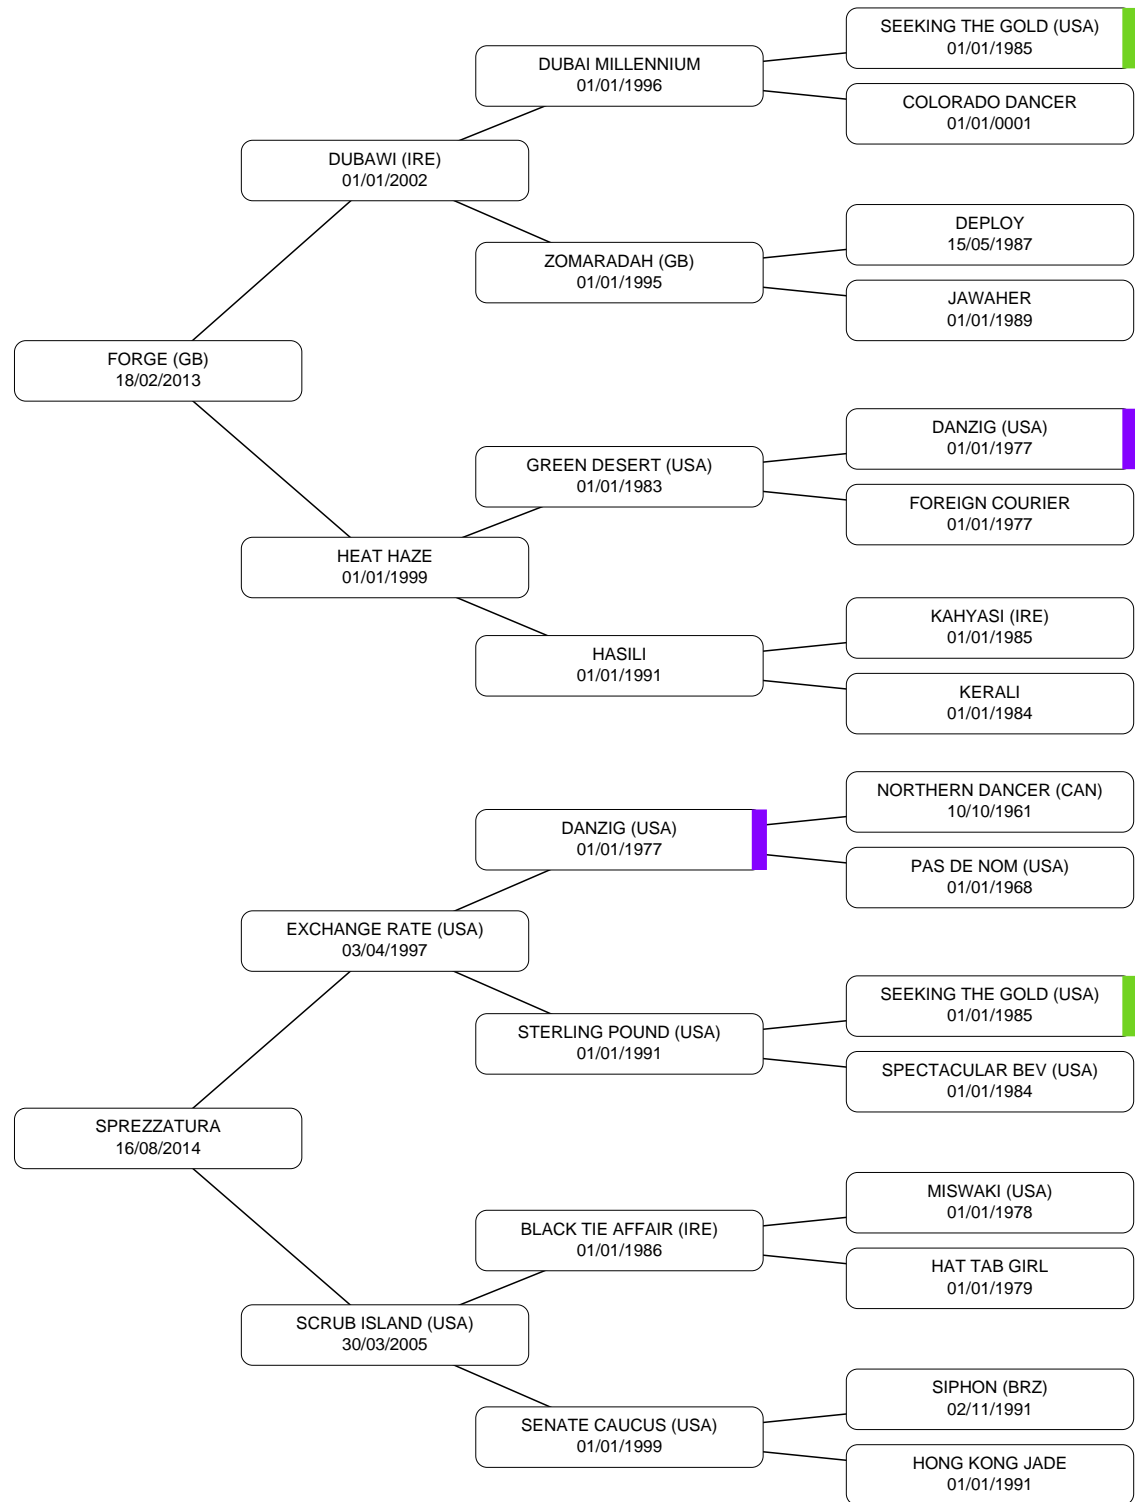 SEEKING THE GOLD (USA)
01/01/1985
DUBAI MILLENNIUM
01/01/1996
COLORADO DANCER
01/01/0001
DUBAWI (IRE)
01/01/2002
DEPLOY
15/05/1987
ZOMARADAH (GB)
01/01/1995
JAWAHER
01/01/1989
FORGE (GB)
18/02/2013
DANZIG (USA)
01/01/1977
GREEN DESERT (USA)
01/01/1983
FOREIGN COURIER
01/01/1977
HEAT HAZE
01/01/1999
KAHYASI (IRE)
01/01/1985
HASILI
01/01/1991
KERALI
01/01/1984
NORTHERN DANCER (CAN)
10/10/1961
DANZIG (USA)
01/01/1977
PAS DE NOM (USA)
01/01/1968
EXCHANGE RATE (USA)
03/04/1997
SEEKING THE GOLD (USA)
01/01/1985
STERLING POUND (USA)
01/01/1991
SPECTACULAR BEV (USA)
01/01/1984
SPREZZATURA
16/08/2014
MISWAKI (USA)
01/01/1978
BLACK TIE AFFAIR (IRE)
01/01/1986
HAT TAB GIRL
01/01/1979
SCRUB ISLAND (USA)
30/03/2005
SIPHON (BRZ)
02/11/1991
SENATE CAUCUS (USA)
01/01/1999
HONG KONG JADE
01/01/1991